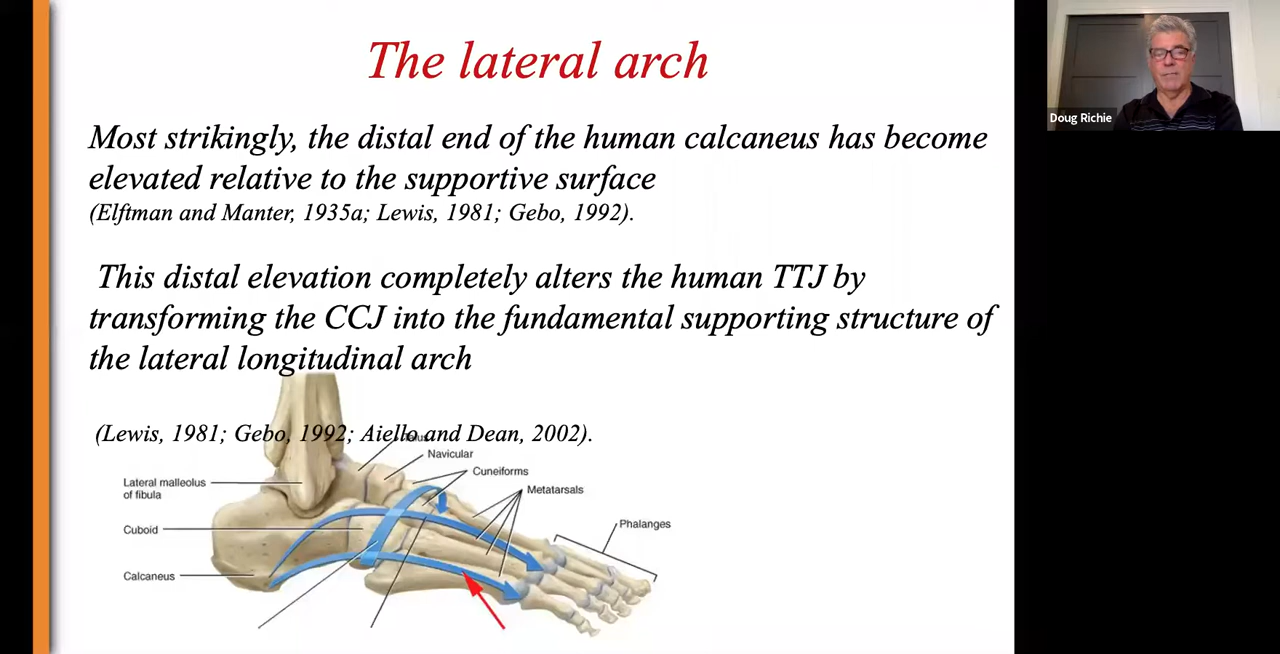 The lateral arch
Doug Richie
Most strikingly, the distal end of the human calcaneus has become
elevated relative to the supportive surface
(Elftman and Manter, 1935a; Lewis, 1981; Gebo, 1992).
This distal elevation completely alters the human TTJ by
transforming the CCJ into the fundamental supporting structure of
the lateral longitudinal arch
(Lewis, 1981; Gebo, 1992; Aiello and Dean, 2002).
Navicular
Cuneiforms
Lateral malleolus
of fibula
Metatarsals
Phalanges
Cuboid
Calcaneus